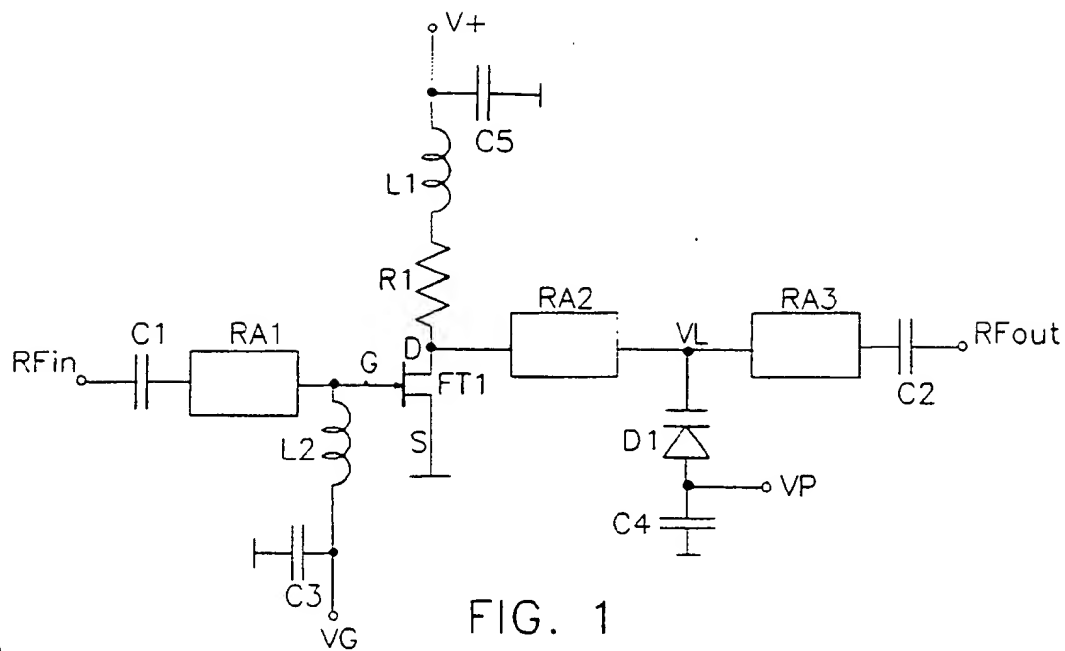 V+
C5
L1
R1
RA2
RA3
C1
RA1
D
VL
RFout
RFin
G
FT1
C2
L2
S
D1
VP
C4
C3
VG
FIG. 1